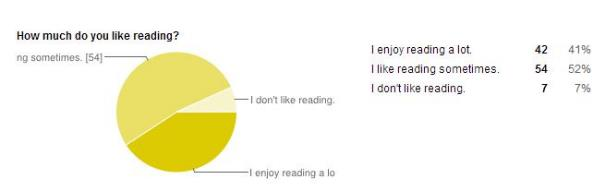 How much do you like reading?
ng sometimes. [54]
I don't like reading.
I enjoy reading a lo
I enjoy reading a lot. 42 41%
I like reading sometimes. 54 52%
I don't like reading. 7 7%